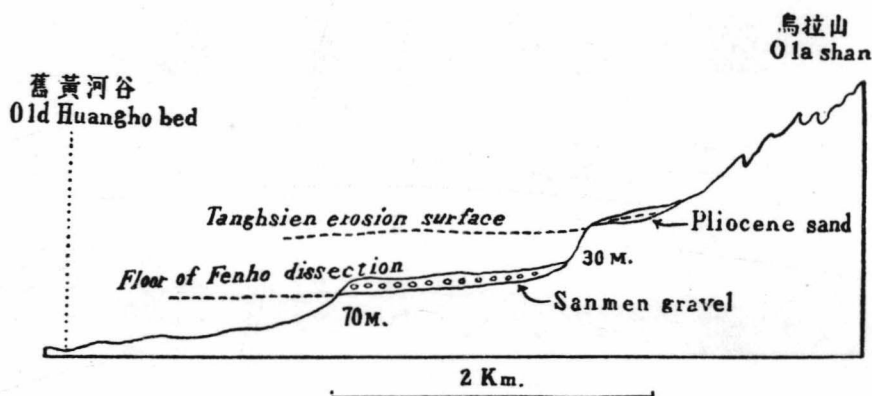 烏拉山
Ola shan
舊黃河谷
Old Huangho bed
Tanghsien erosion surface
Pliocene sand
30 M.
Floor of Fenho dissection
Sanmen gravel
70 M.
2 Km.